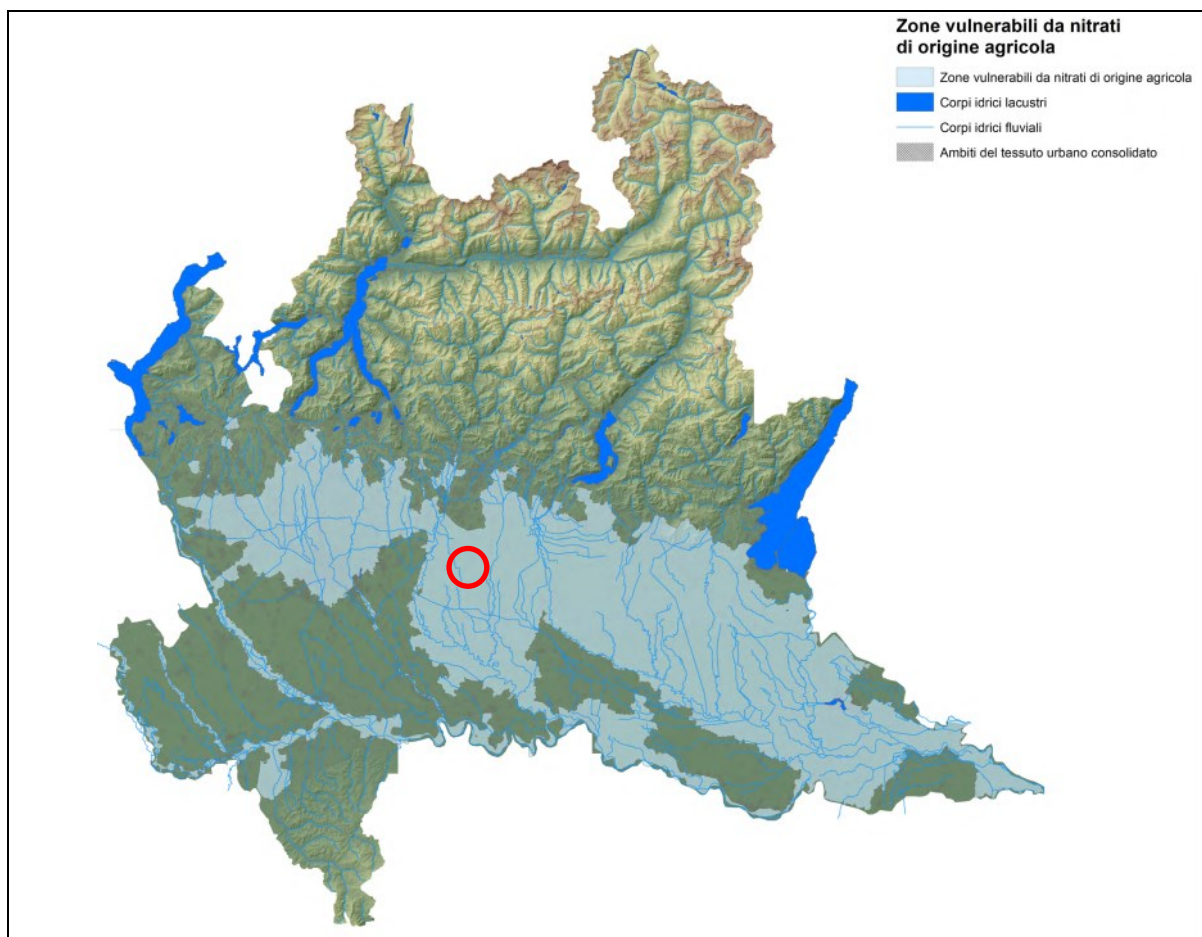 Zone vulnerabili da nitrati
di origine agricola
Zone vulnerabili da nitrati di origine agricola
Corpi idrici lacustri
Corpi idrici fluviali
Ambiti del tessuto urbano consolidato